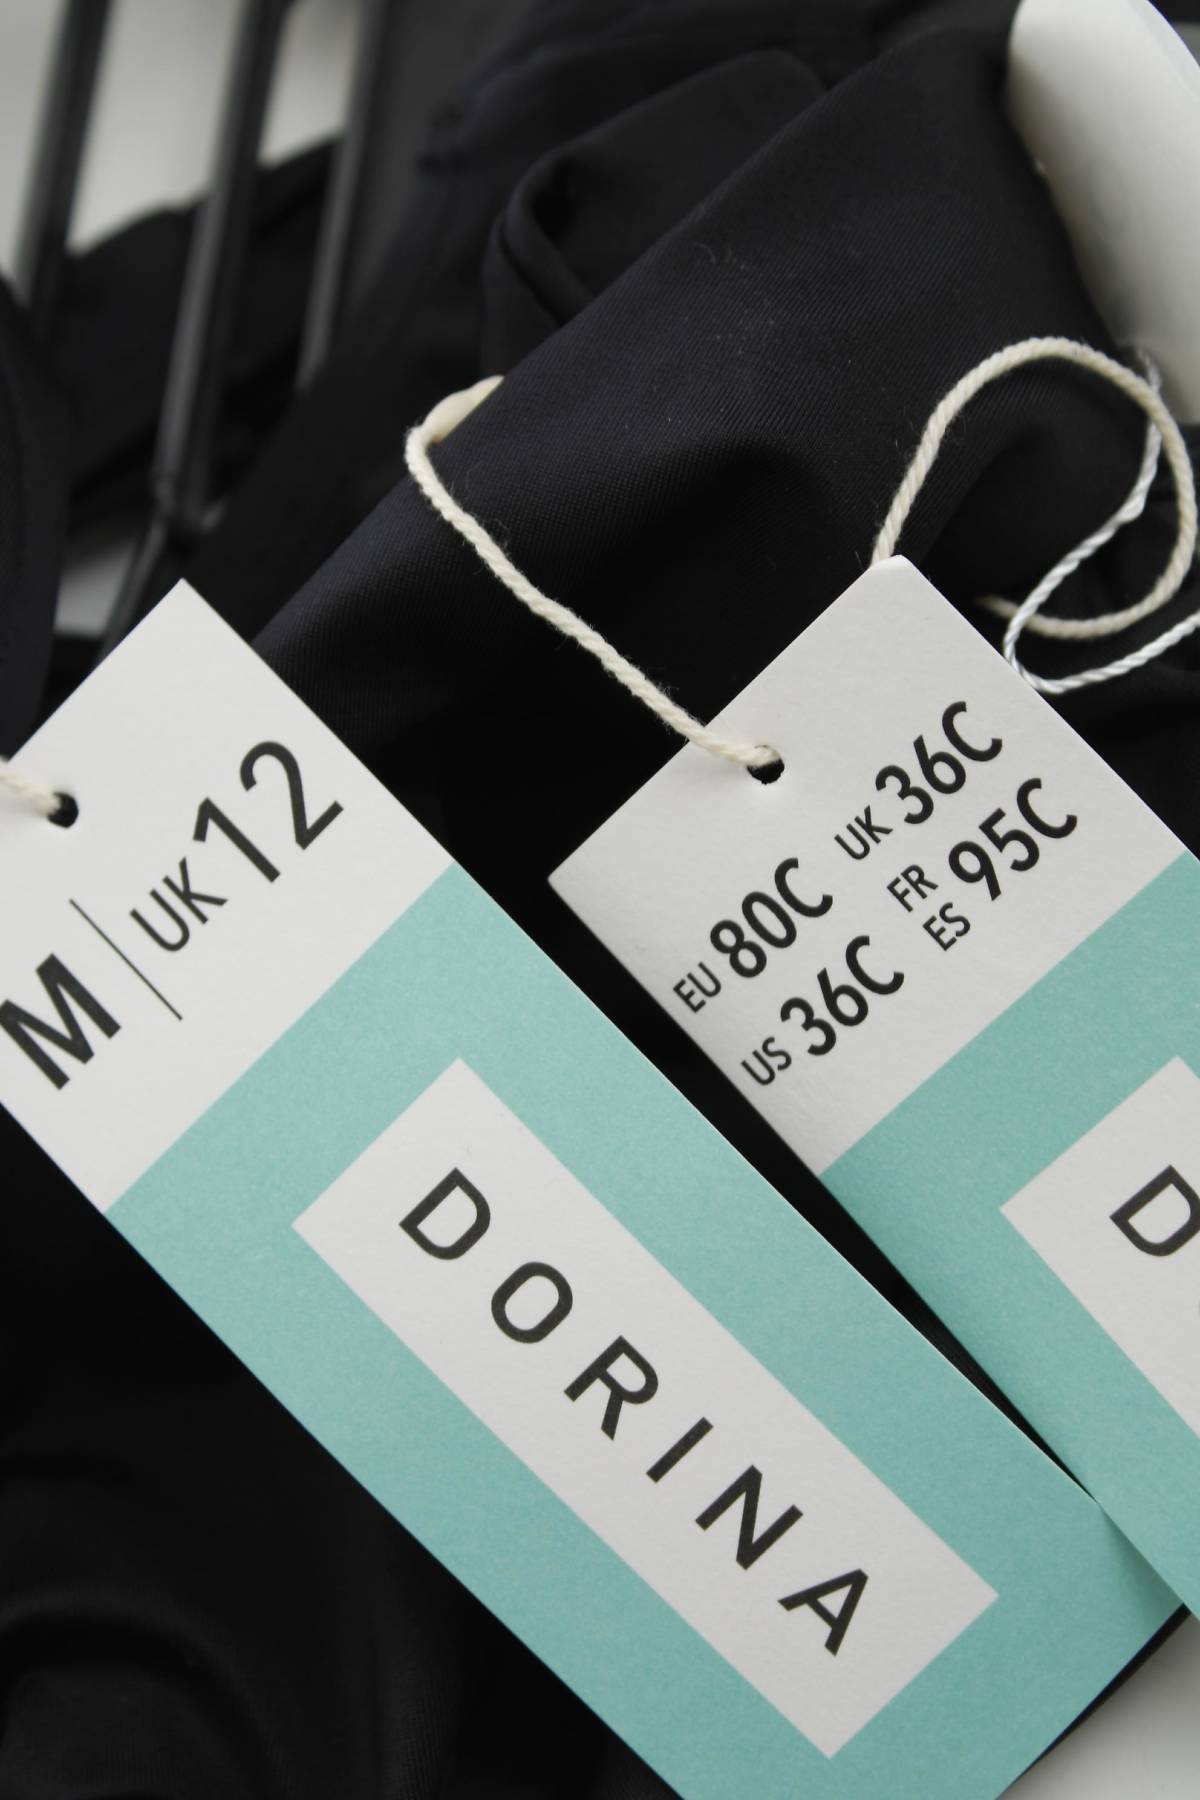 M | UK 12
DORINA
EU 80C UK 36C
US 36C FR ES 95C
D